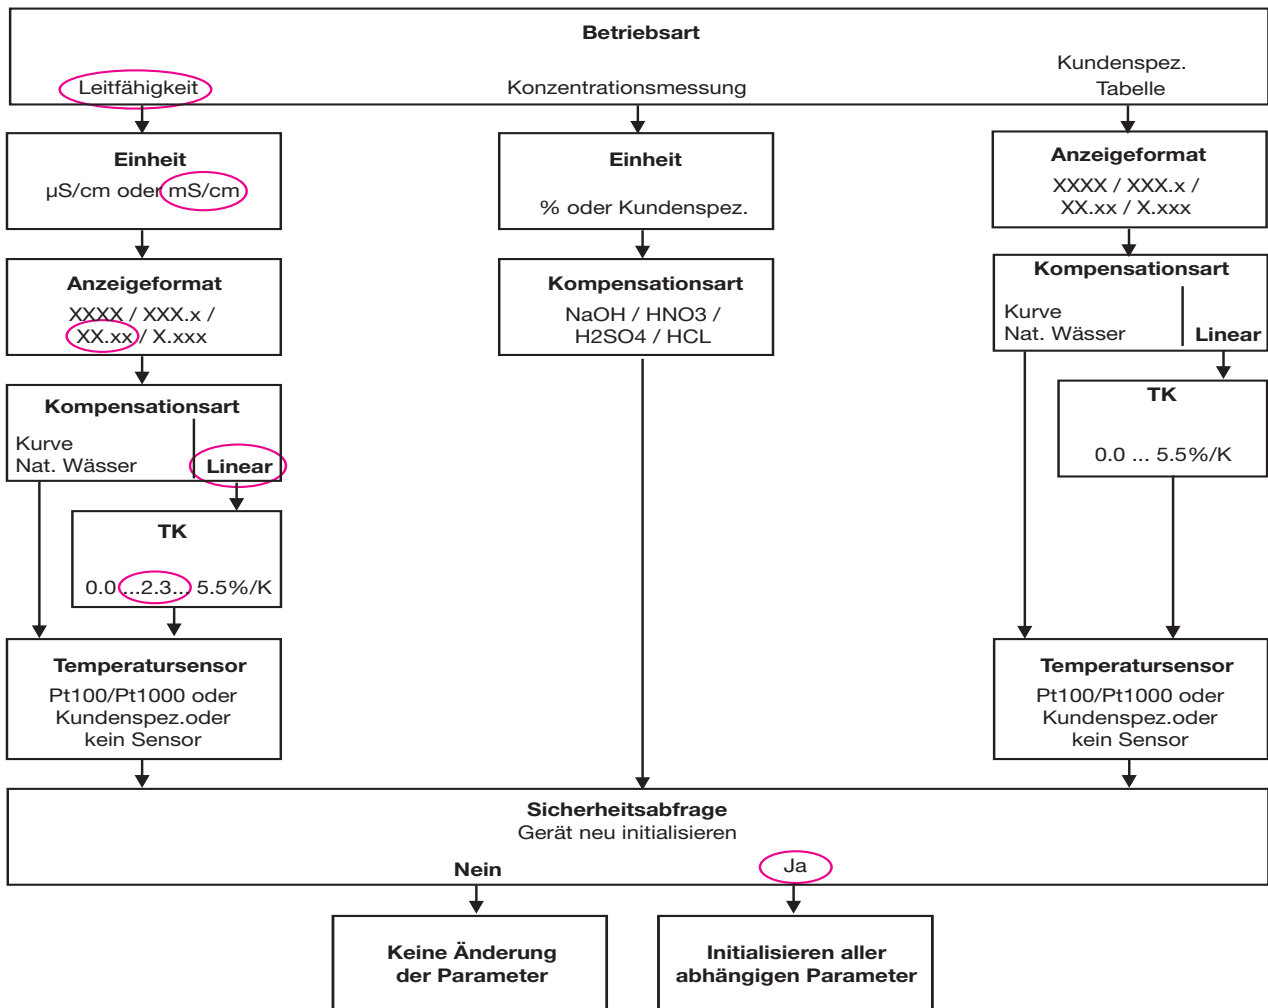 Betriebsart
Leitfähigkeit
Konzentrationsmessung
Kundenspez.
Tabelle
Einheit
µS/cm oder mS/cm
Anzeigeformat
XXXX / XXX.x /
XX.xx / X.xxx
Kompensationsart
Kurve
Nat. Wässer
Linear
TK
0.0 ...2.3... 5.5%/K
Temperatursensor
Pt100/Pt1000 oder
Kundenspez.oder
kein Sensor
Einheit
% oder Kundenspez.
Kompensationsart
NaOH / HNO3 /
H2SO4 / HCL
Anzeigeformat
XXXX / XXX.x /
XX.xx / X.xxx
Kompensationsart
Kurve
Nat. Wässer
Linear
TK
0.0 ... 5.5%/K
Temperatursensor
Pt100/Pt1000 oder
Kundenspez.oder
kein Sensor
Sicherheitsabfrage
Gerät neu initialisieren
Nein
Ja
Keine Änderung
der Parameter
Initialisieren aller
abhängigen Parameter